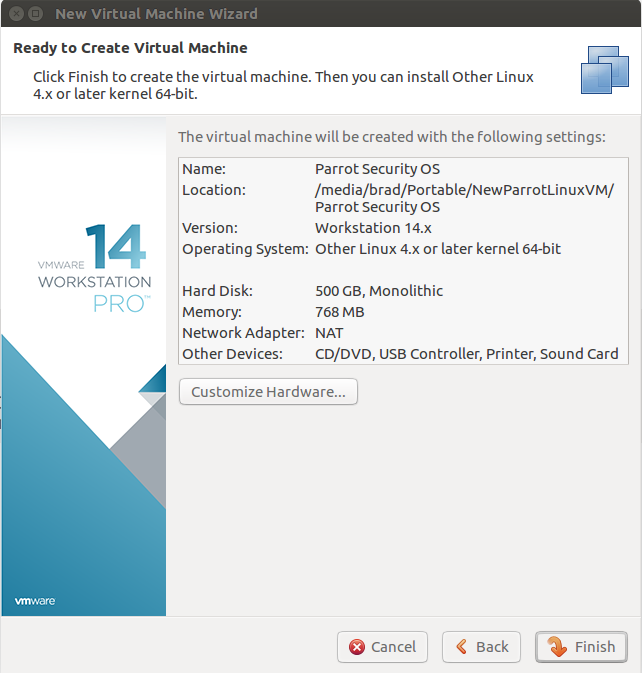 New Virtual Machine Wizard
Ready to Create Virtual Machine
Click Finish to create the virtual machine. Then you can install Other Linux
4.x or later kernel 64-bit.
The virtual machine will be created with the following settings:
Name: Parrot Security OS
Location: /media/brad/Portable/NewParrotLinuxVM/
Parrot Security OS
Version: Workstation 14.x
Operating System: Other Linux 4.x or later kernel 64-bit
Hard Disk: 500 GB, Monolithic
Memory: 768 MB
Network Adapter: NAT
Other Devices: CD/DVD, USB Controller, Printer, Sound Card
Customize Hardware...
VMWARE 14
WORKSTATION
PRO™
vmware
Cancel
Back
Finish